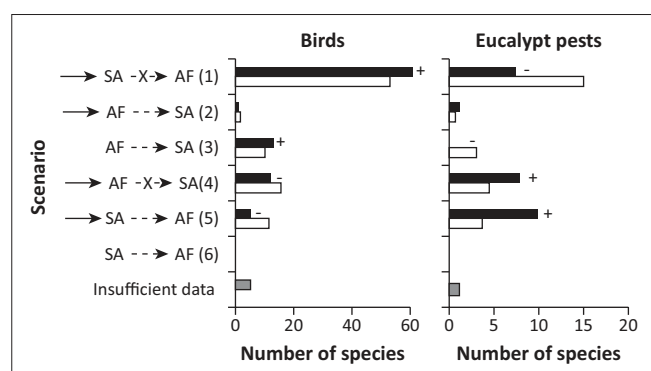 Birds Eucalypt pests
Scenario
→ SA -X-➤ AF (1) + -
→ AF --➤ SA (2)
AF --➤ SA (3) + -
→ AF -X-➤ SA(4) - +
→ SA --➤ AF (5) - +
SA --➤ AF (6)
Insufficient data
0 20 40 60 0 5 10 15 20
Number of species Number of species